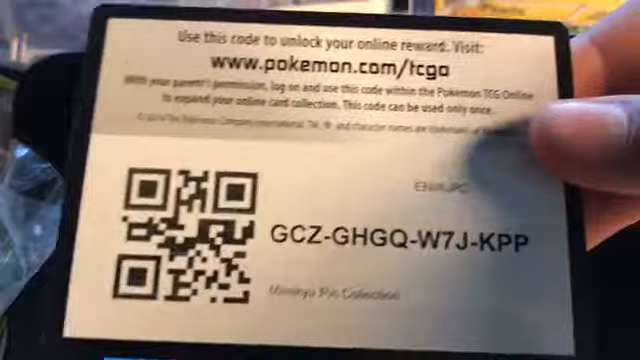 Use this code to unlock your online reward. Visit:
www.pokemon.com/tcgo
With your parent's permission, log on and use this code within the Pokémon TCG Online
to expand your online card collection. This code can be used only once.
The Pokémon Company International. TM, ® and character names are trademarks of
GCZ-GHGQ-W7J-KPP
Mimikyu Pin Collection